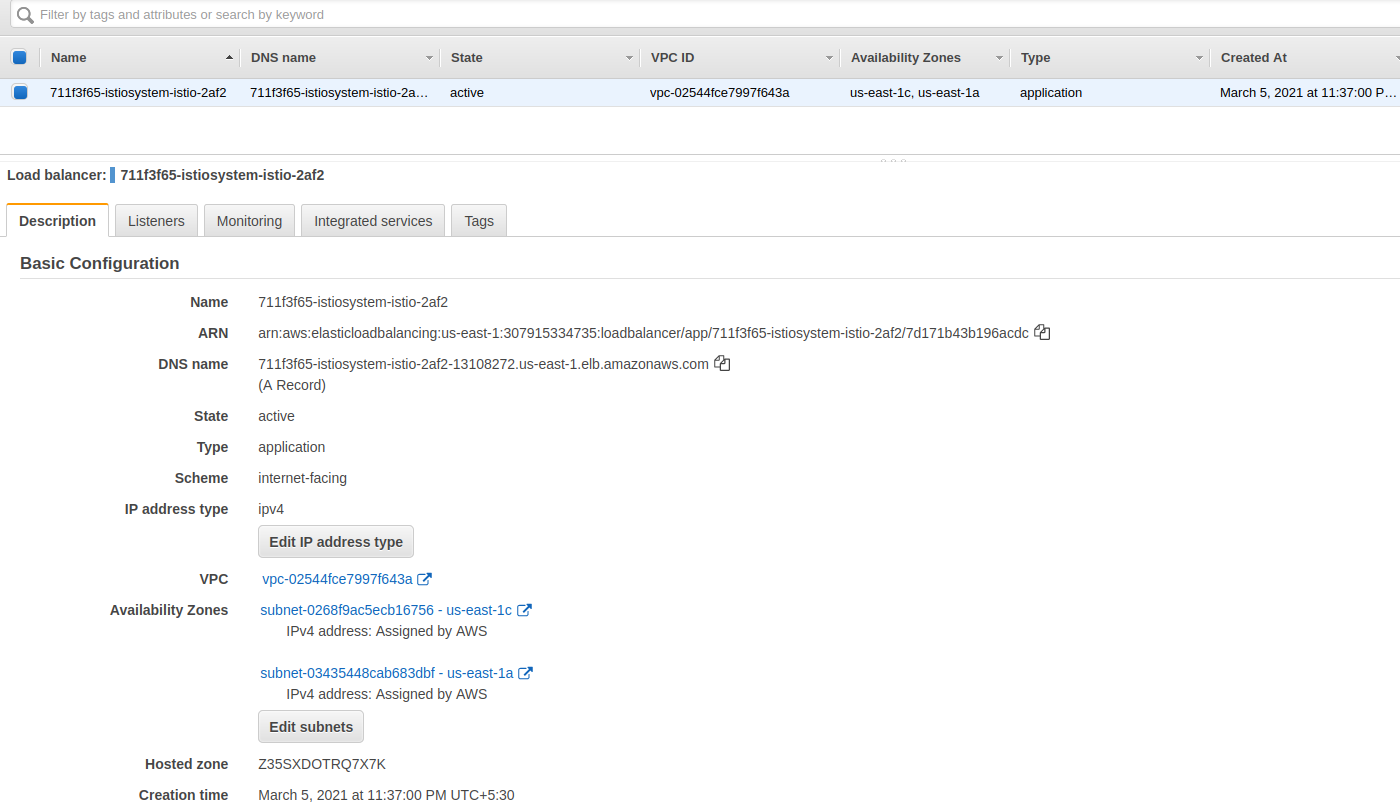 Filter by tags and attributes or search by keyword
Name DNS name State VPC ID Availability Zones Type Created At
711f3f65-istiosystem-istio-2af2 711f3f65-istiosystem-istio-2a… active vpc-02544fce7997f643a us-east-1c, us-east-1a application March 5, 2021 at 11:37:00 P…
Load balancer: 711f3f65-istiosystem-istio-2af2
Description Listeners Monitoring Integrated services Tags
Basic Configuration
Name 711f3f65-istiosystem-istio-2af2
ARN arn:aws:elasticloadbalancing:us-east-1:307915334735:loadbalancer/app/711f3f65-istiosystem-istio-2af2/7d171b43b196acdc
DNS name 711f3f65-istiosystem-istio-2af2-13108272.us-east-1.elb.amazonaws.com
(A Record)
State active
Type application
Scheme internet-facing
IP address type ipv4
Edit IP address type
VPC vpc-02544fce7997f643a
Availability Zones subnet-0268f9ac5ecb16756 - us-east-1c
IPv4 address: Assigned by AWS
subnet-03435448cab683dbf - us-east-1a
IPv4 address: Assigned by AWS
Edit subnets
Hosted zone Z35SXDOTRQ7X7K
Creation time March 5, 2021 at 11:37:00 PM UTC+5:30